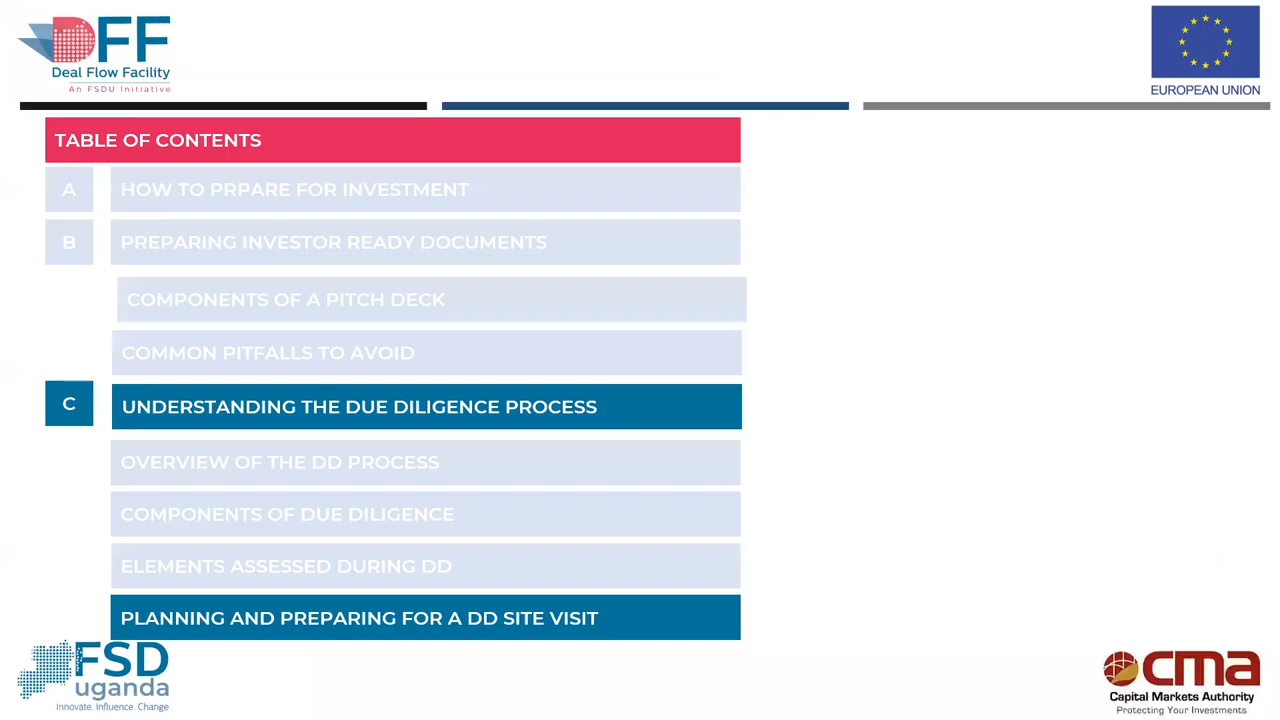 DFF
Deal Flow Facility
An FSDU Initiative
EUROPEAN UNION
TABLE OF CONTENTS
A HOW TO PRPARE FOR INVESTMENT
B PREPARING INVESTOR READY DOCUMENTS
COMPONENTS OF A PITCH DECK
COMMON PITFALLS TO AVOID
C UNDERSTANDING THE DUE DILIGENCE PROCESS
OVERVIEW OF THE DD PROCESS
COMPONENTS OF DUE DILIGENCE
ELEMENTS ASSESSED DURING DD
PLANNING AND PREPARING FOR A DD SITE VISIT
FSD
uganda
Innovate. Influence. Change
cma
Capital Markets Authority
Protecting Your Investments